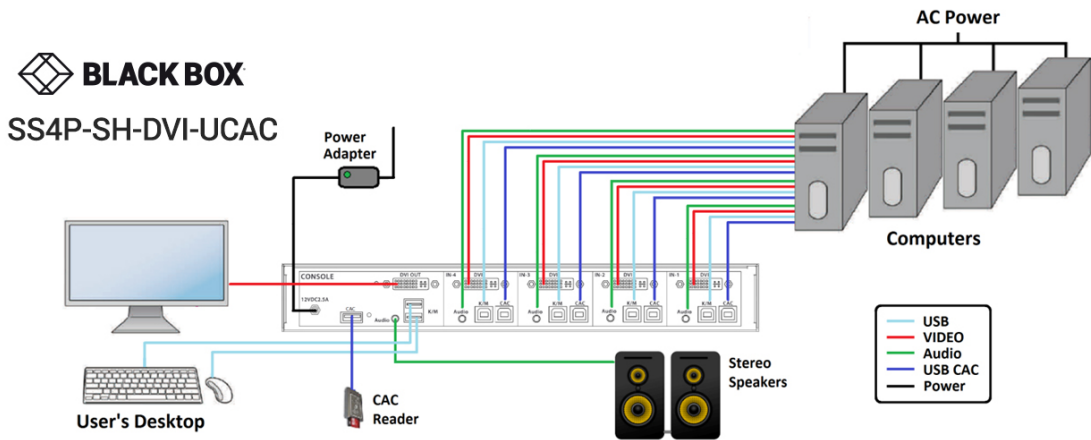 AC Power
BLACK BOX
SS4P-SH-DVI-UCAC
Power
Adapter
Computers
CONSOLE
DVI OUT
IN-4
DVI
IN-3
DVI
IN-2
DVI
IN-1
DVI
12VDC2.5A
CAC
K/M
Audio
Audio
K/M
CAC
Audio
K/M
CAC
Audio
K/M
CAC
Audio
K/M
CAC
User's Desktop
CAC
Reader
Stereo
Speakers
USB
VIDEO
Audio
USB CAC
Power